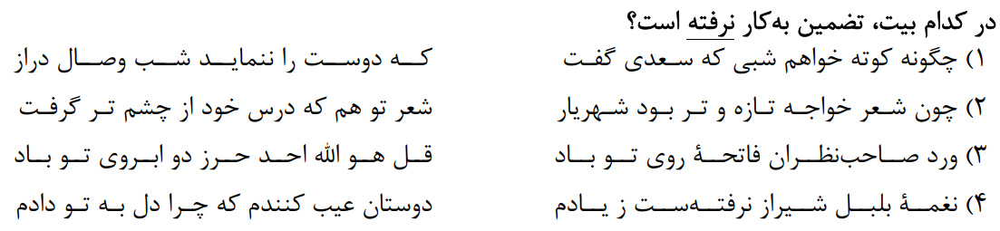 در کدام بیت، تضمین به‌کار نرفته است؟
۱) چگونه کوته خواهم شبی که سعدی گفت که دوست را ننماید شب وصال دراز
۲) چون شعر خواجه تازه و تر بود شهریار شعر تو هم که درس خود از چشم تر گرفت
۳) ورد صاحب‌نظران فاتحهٔ روی تو باد قل هو الله احد حرز دو ابروی تو باد
۴) نغمهٔ بلبل شیراز نرفته‌ست ز یادم دوستان عیب کنندم که چرا دل به تو دادم